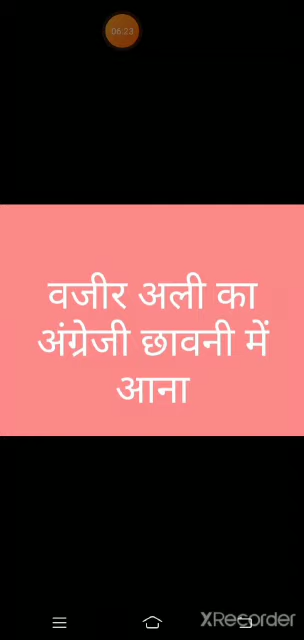 06:23
वजीर अली का
अंग्रेजी छावनी में
आना
XRecorder